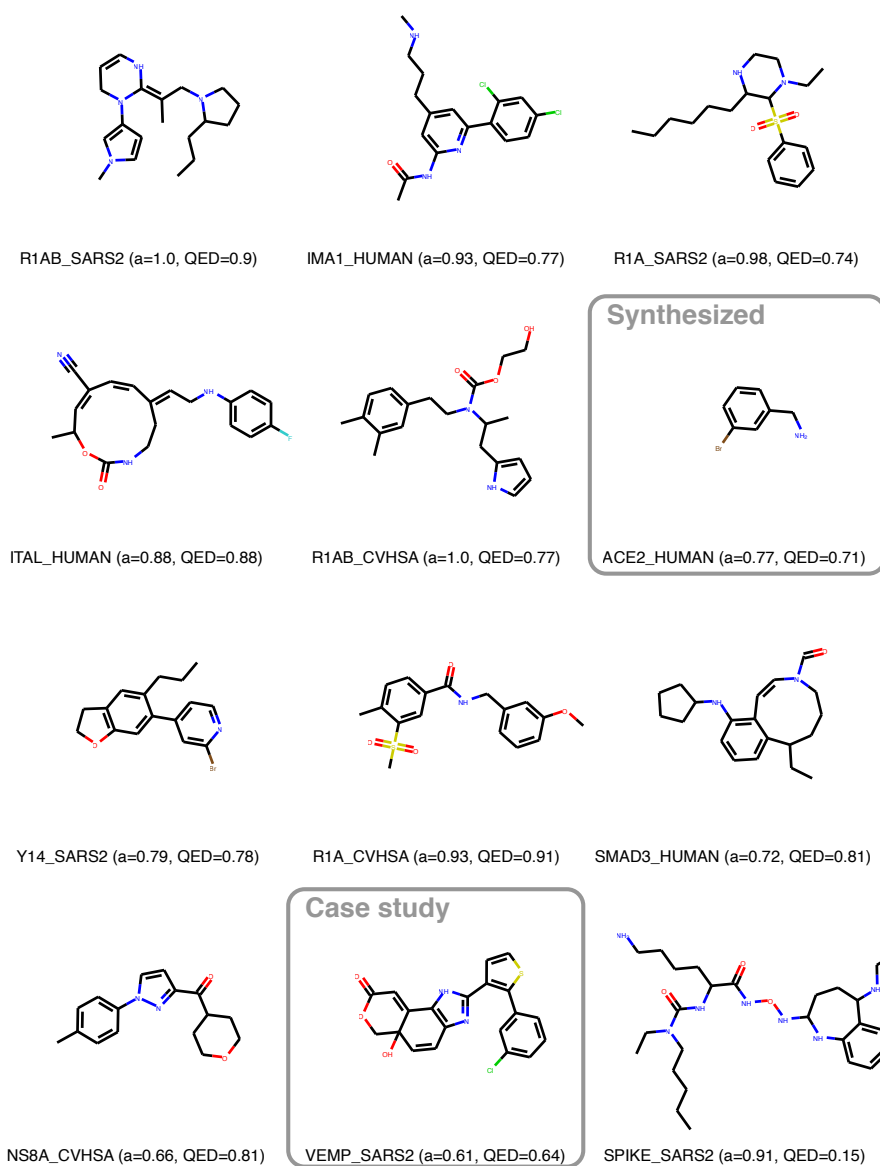 R1AB_SARS2 (a=1.0, QED=0.9)
IMA1_HUMAN (a=0.93, QED=0.77)
R1A_SARS2 (a=0.98, QED=0.74)
Synthesized
ITAL_HUMAN (a=0.88, QED=0.88)
R1AB_CVHSA (a=1.0, QED=0.77)
ACE2_HUMAN (a=0.77, QED=0.71)
Y14_SARS2 (a=0.79, QED=0.78)
R1A_CVHSA (a=0.93, QED=0.91)
SMAD3_HUMAN (a=0.72, QED=0.81)
Case study
NS8A_CVHSA (a=0.66, QED=0.81)
VEMP_SARS2 (a=0.61, QED=0.64)
SPIKE_SARS2 (a=0.91, QED=0.15)